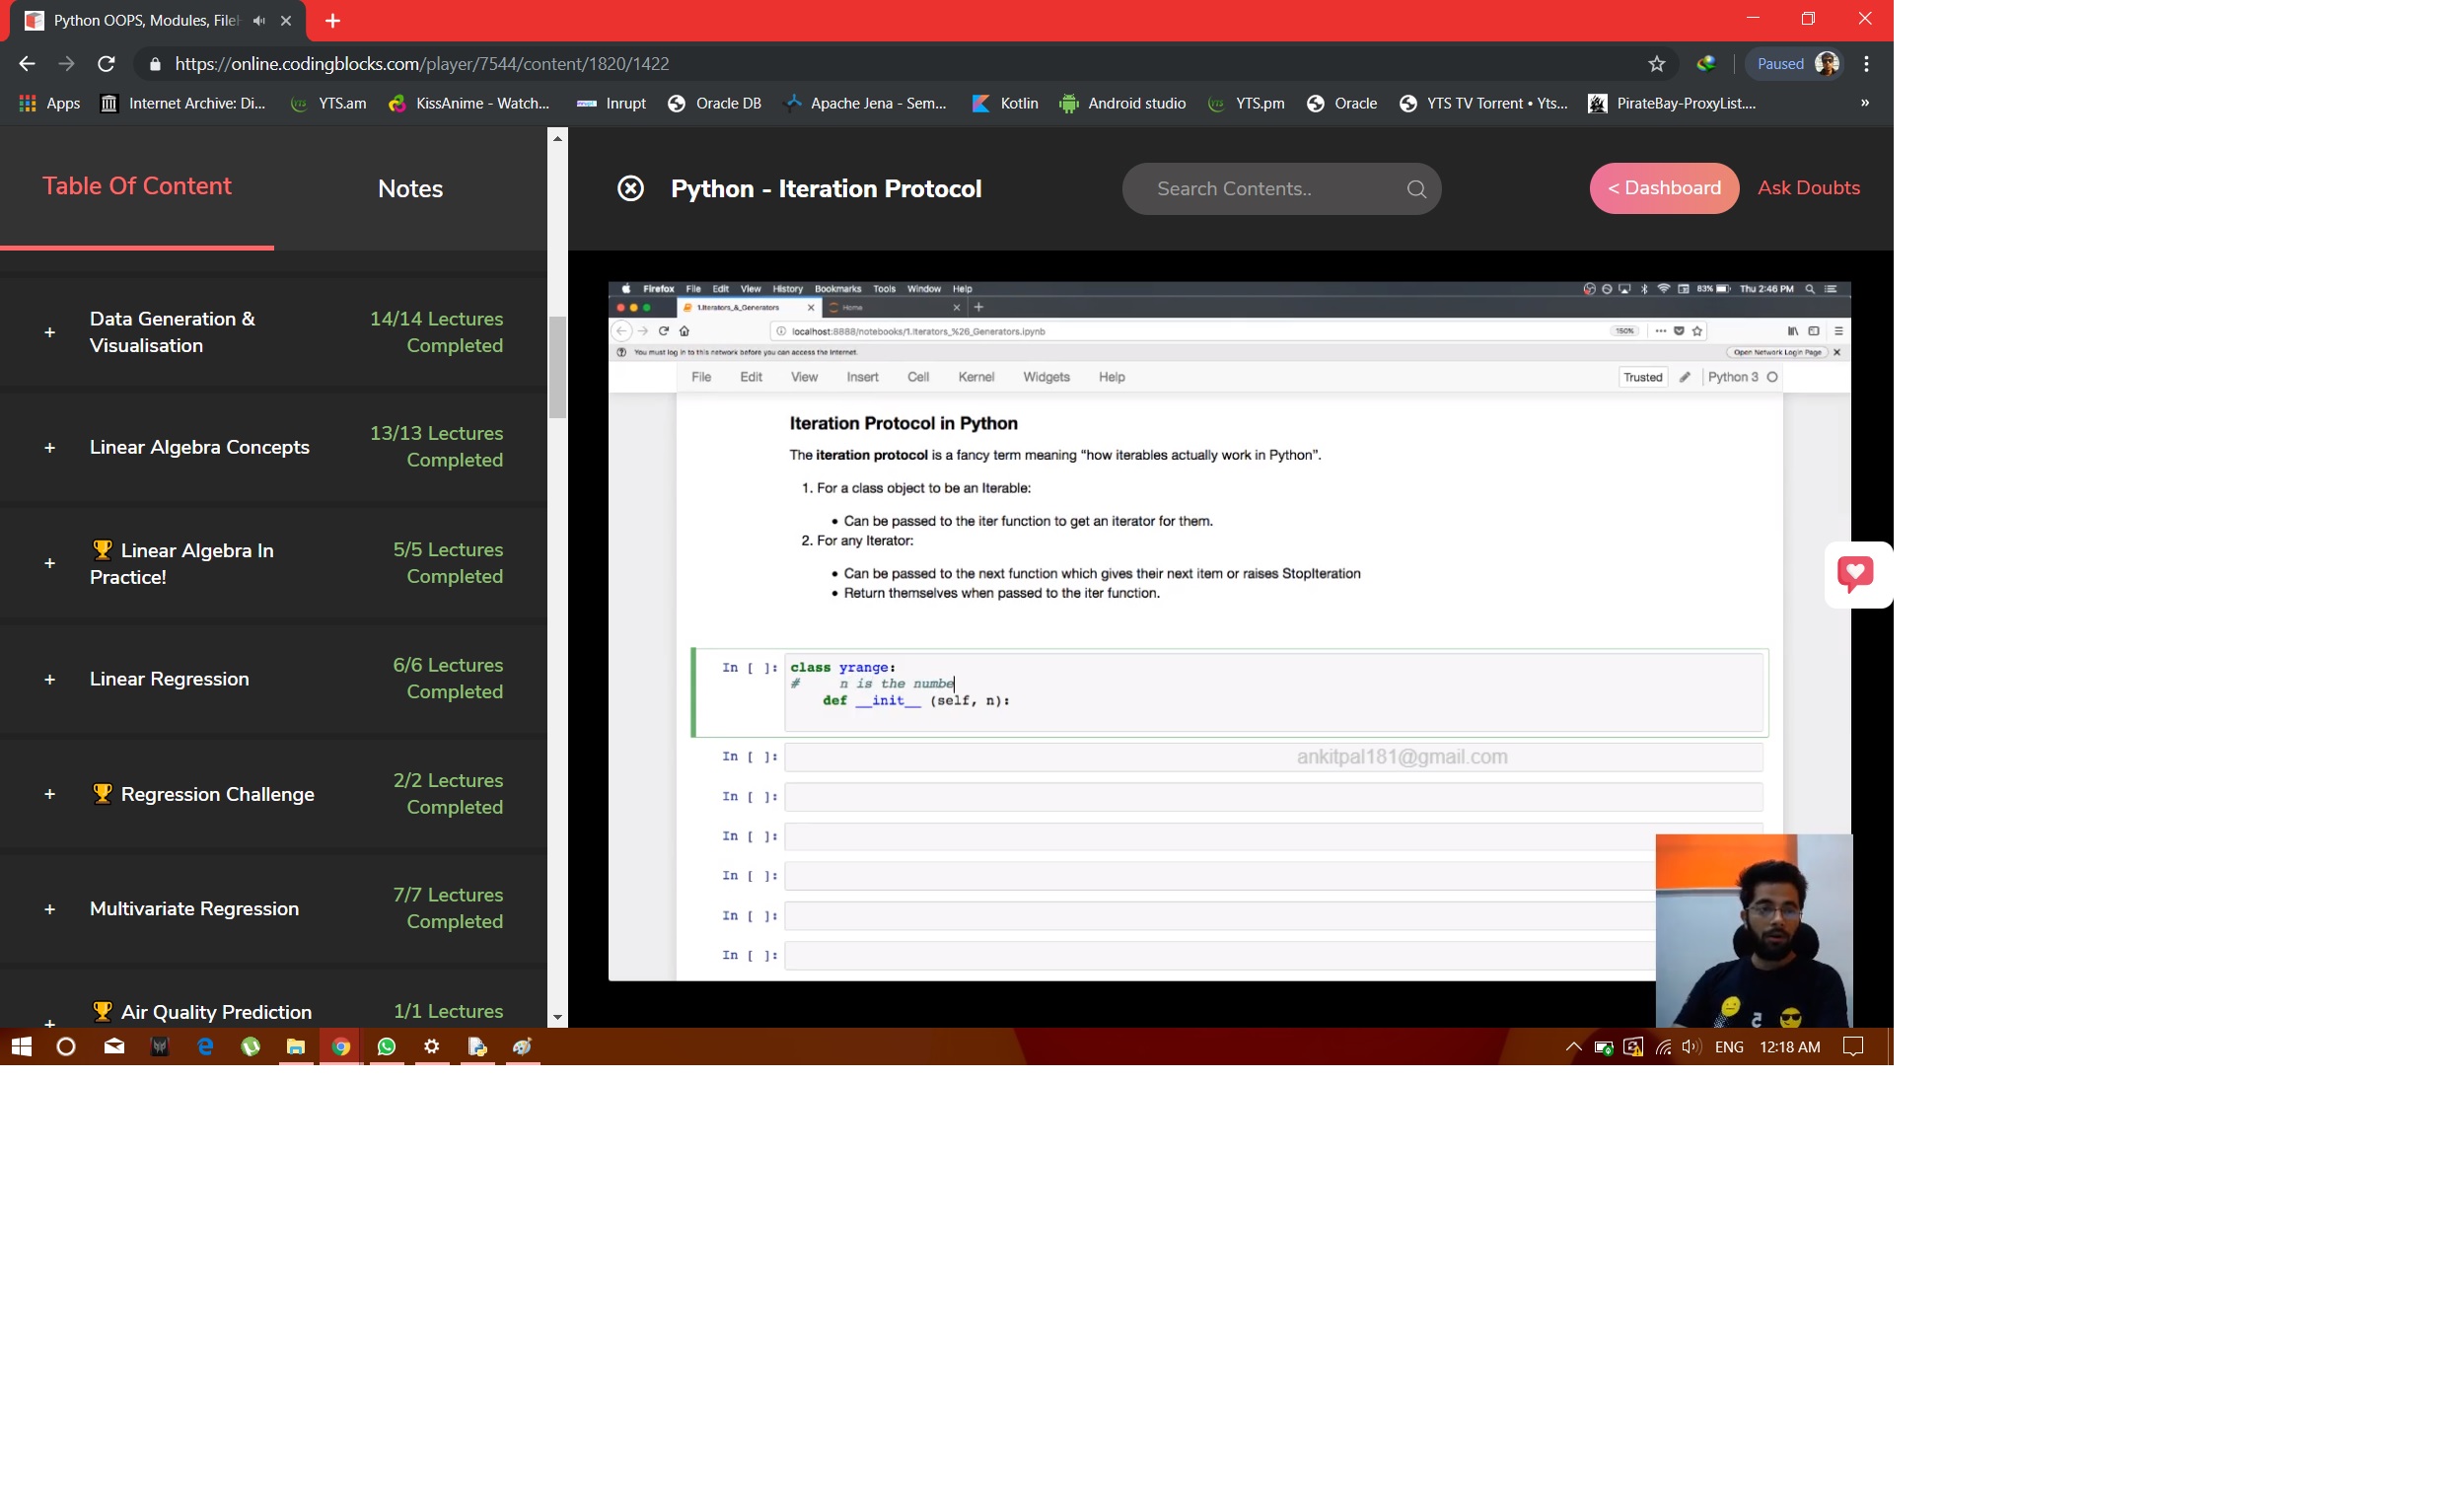 Python OOPS, Modules, File
https://online.codingblocks.com/player/7544/content/1820/1422
Paused
Apps
Internet Archive: Di...
YTS.am
KissAnime - Watch...
Inrupt
Oracle DB
Apache Jena - Sem...
Kotlin
Android studio
YTS.pm
Oracle
YTS TV Torrent • Yts...
PirateBay-ProxyList....
»
Table Of Content
Notes
Python - Iteration Protocol
Search Contents..
< Dashboard
Ask Doubts
+ Data Generation & Visualisation
14/14 Lectures Completed
+ Linear Algebra Concepts
13/13 Lectures Completed
+ 🏆 Linear Algebra In Practice!
5/5 Lectures Completed
+ Linear Regression
6/6 Lectures Completed
+ 🏆 Regression Challenge
2/2 Lectures Completed
+ Multivariate Regression
7/7 Lectures Completed
+ 🏆 Air Quality Prediction
1/1 Lectures
Firefox File Edit View History Bookmarks Tools Window Help
83% Thu 2:46 PM
1.Iterators_&_Generators
Home
localhost:8888/notebooks/1.Iterators_%26_Generators.ipynb
150%
You must log in to this network before you can access the Internet.
Open Network Login Page
File Edit View Insert Cell Kernel Widgets Help
Trusted
Python 3
Iteration Protocol in Python
The iteration protocol is a fancy term meaning “how iterables actually work in Python”.
1. For a class object to be an Iterable:
• Can be passed to the iter function to get an iterator for them.
2. For any Iterator:
• Can be passed to the next function which gives their next item or raises StopIteration
• Return themselves when passed to the iter function.
In [ ]: class yrange:
# n is the numbe
def __init__ (self, n):
In [ ]:
ankitpal181@gmail.com
In [ ]:
In [ ]:
In [ ]:
In [ ]:
In [ ]:
ENG
12:18 AM